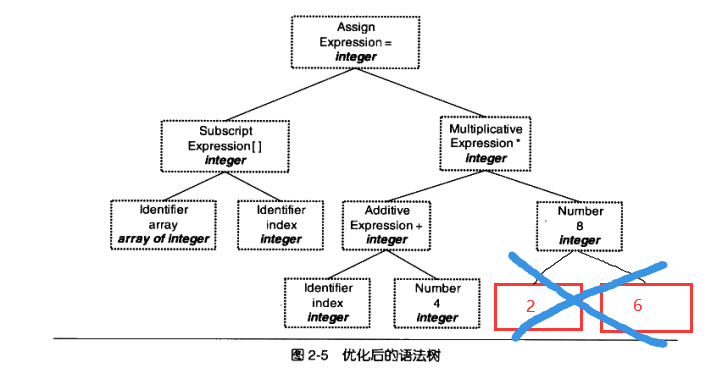 Assign
Expression =
integer
Subscript
Expression [ ]
integer
Multiplicative
Expression *
integer
Identifier
array
array of integer
Identifier
index
integer
Additive
Expression +
integer
Number
8
integer
Identifier
index
integer
Number
4
integer
2
6
图 2-5 优化后的语法树